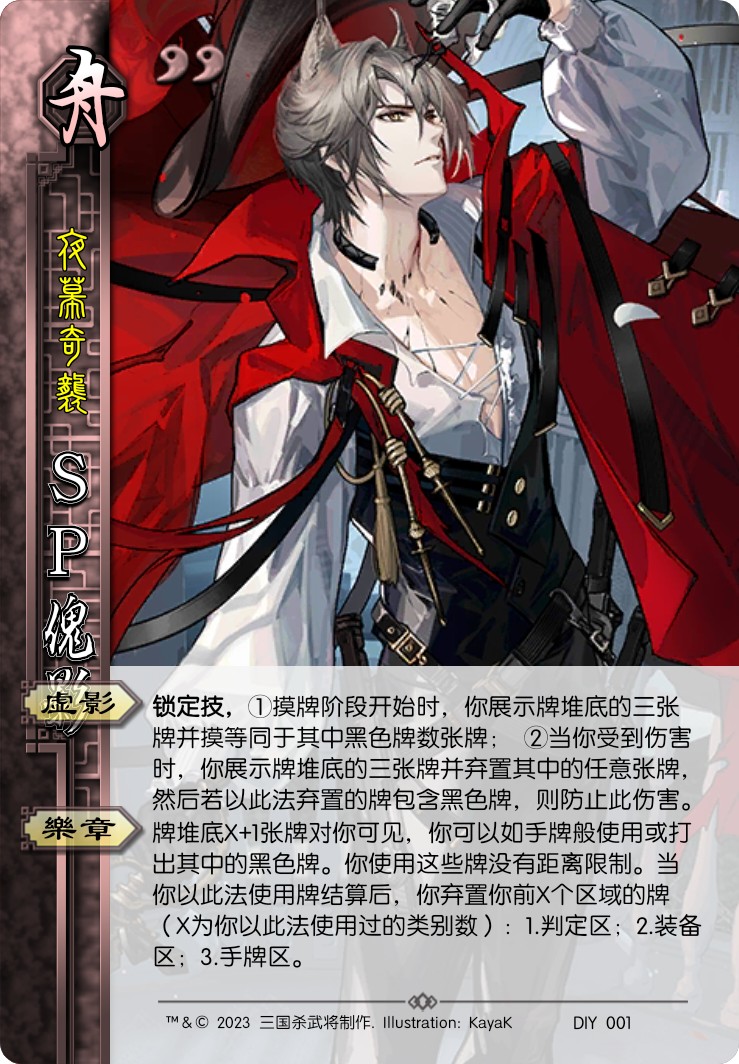 舟
夜幕奇襲
SP傀影
虚影
锁定技，①摸牌阶段开始时，你展示牌堆底的三张
牌并摸等同于其中黑色牌数张牌； ②当你受到伤害
时，你展示牌堆底的三张牌并弃置其中的任意张牌，
然后若以此法弃置的牌包含黑色牌，则防止此伤害。
樂章
牌堆底X+1张牌对你可见，你可以如手牌般使用或打
出其中的黑色牌。你使用这些牌没有距离限制。当
你以此法使用牌结算后，你弃置你前X个区域的牌
（X为你以此法使用过的类别数）：1.判定区；2.装备
区；3.手牌区。
™&© 2023 三国杀武将制作. Illustration: KayaK DIY 001